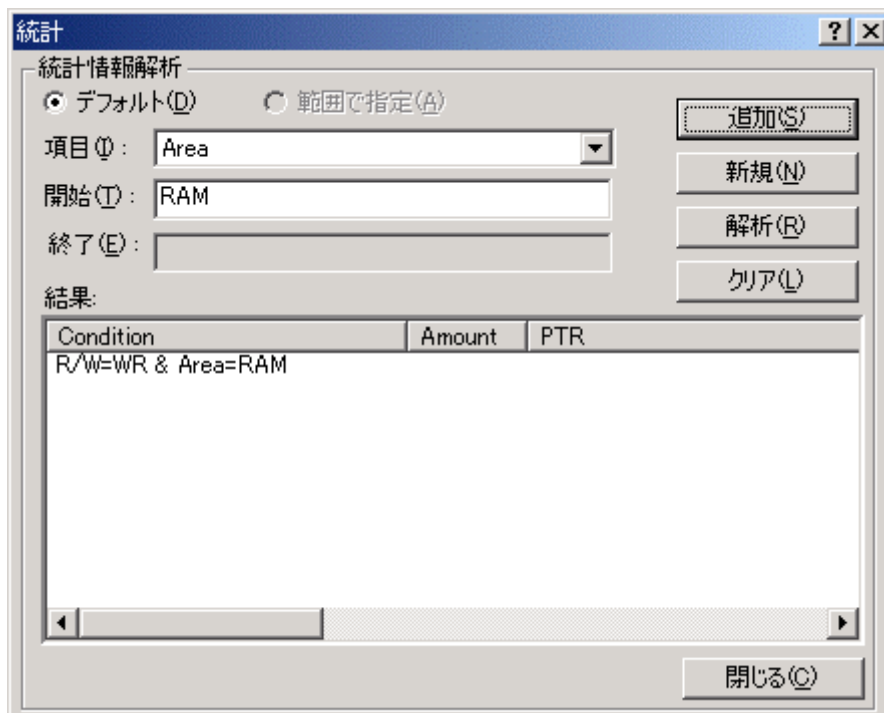 統計
統計情報解析
デフォルト(D) 範囲で指定(A)
追加(S)
項目(I): Area
新規(N)
開始(T): RAM
解析(R)
終了(E):
クリア(L)
結果:
Condition Amount PTR
R/W=WR & Area=RAM
閉じる(C)